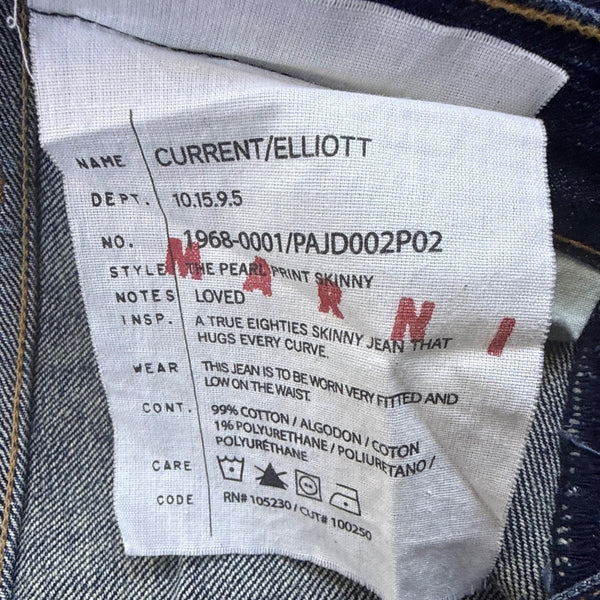 NAME CURRENT/ELLIOTT
DEPT. 10.15.9.5
NO. 1968-0001/PAJD002P02
STYLE THE PEARL PRINT SKINNY
MARNI
NOTES LOVED
INSP. A TRUE EIGHTIES SKINNY JEAN THAT
HUGS EVERY CURVE.
WEAR THIS JEAN IS TO BE WORN VERY FITTED AND
LOW ON THE WAIST.
CONT. 99% COTTON / ALGODON / COTON
1% POLYURETHANE / POLIURETANO /
POLYURÉTHANE
CARE
CODE RN# 105230 / CUT# 100250